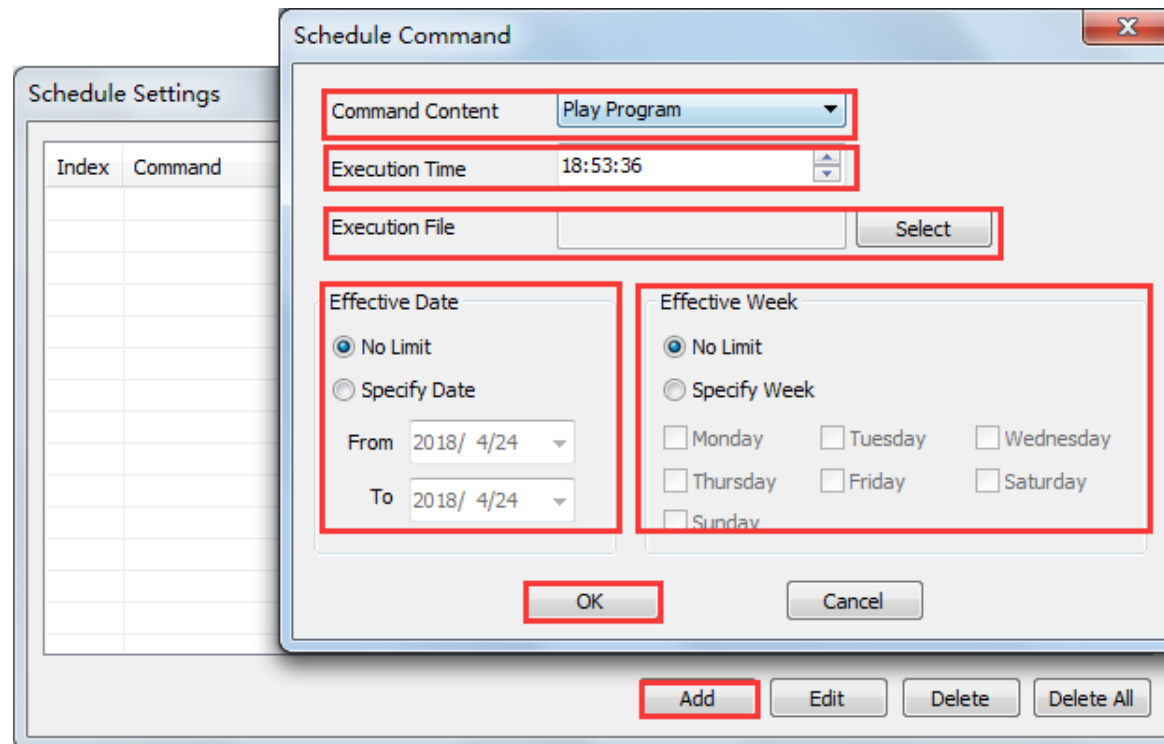 Schedule Command
Schedule Settings
Command Content Play Program
Index Command
Execution Time 18:53:36
Execution File Select
Effective Date Effective Week
No Limit No Limit
Specify Date Specify Week
From 2018/ 4/24 Monday Tuesday Wednesday
Thursday Friday Saturday
To 2018/ 4/24
Sunday
OK Cancel
Add Edit Delete Delete All